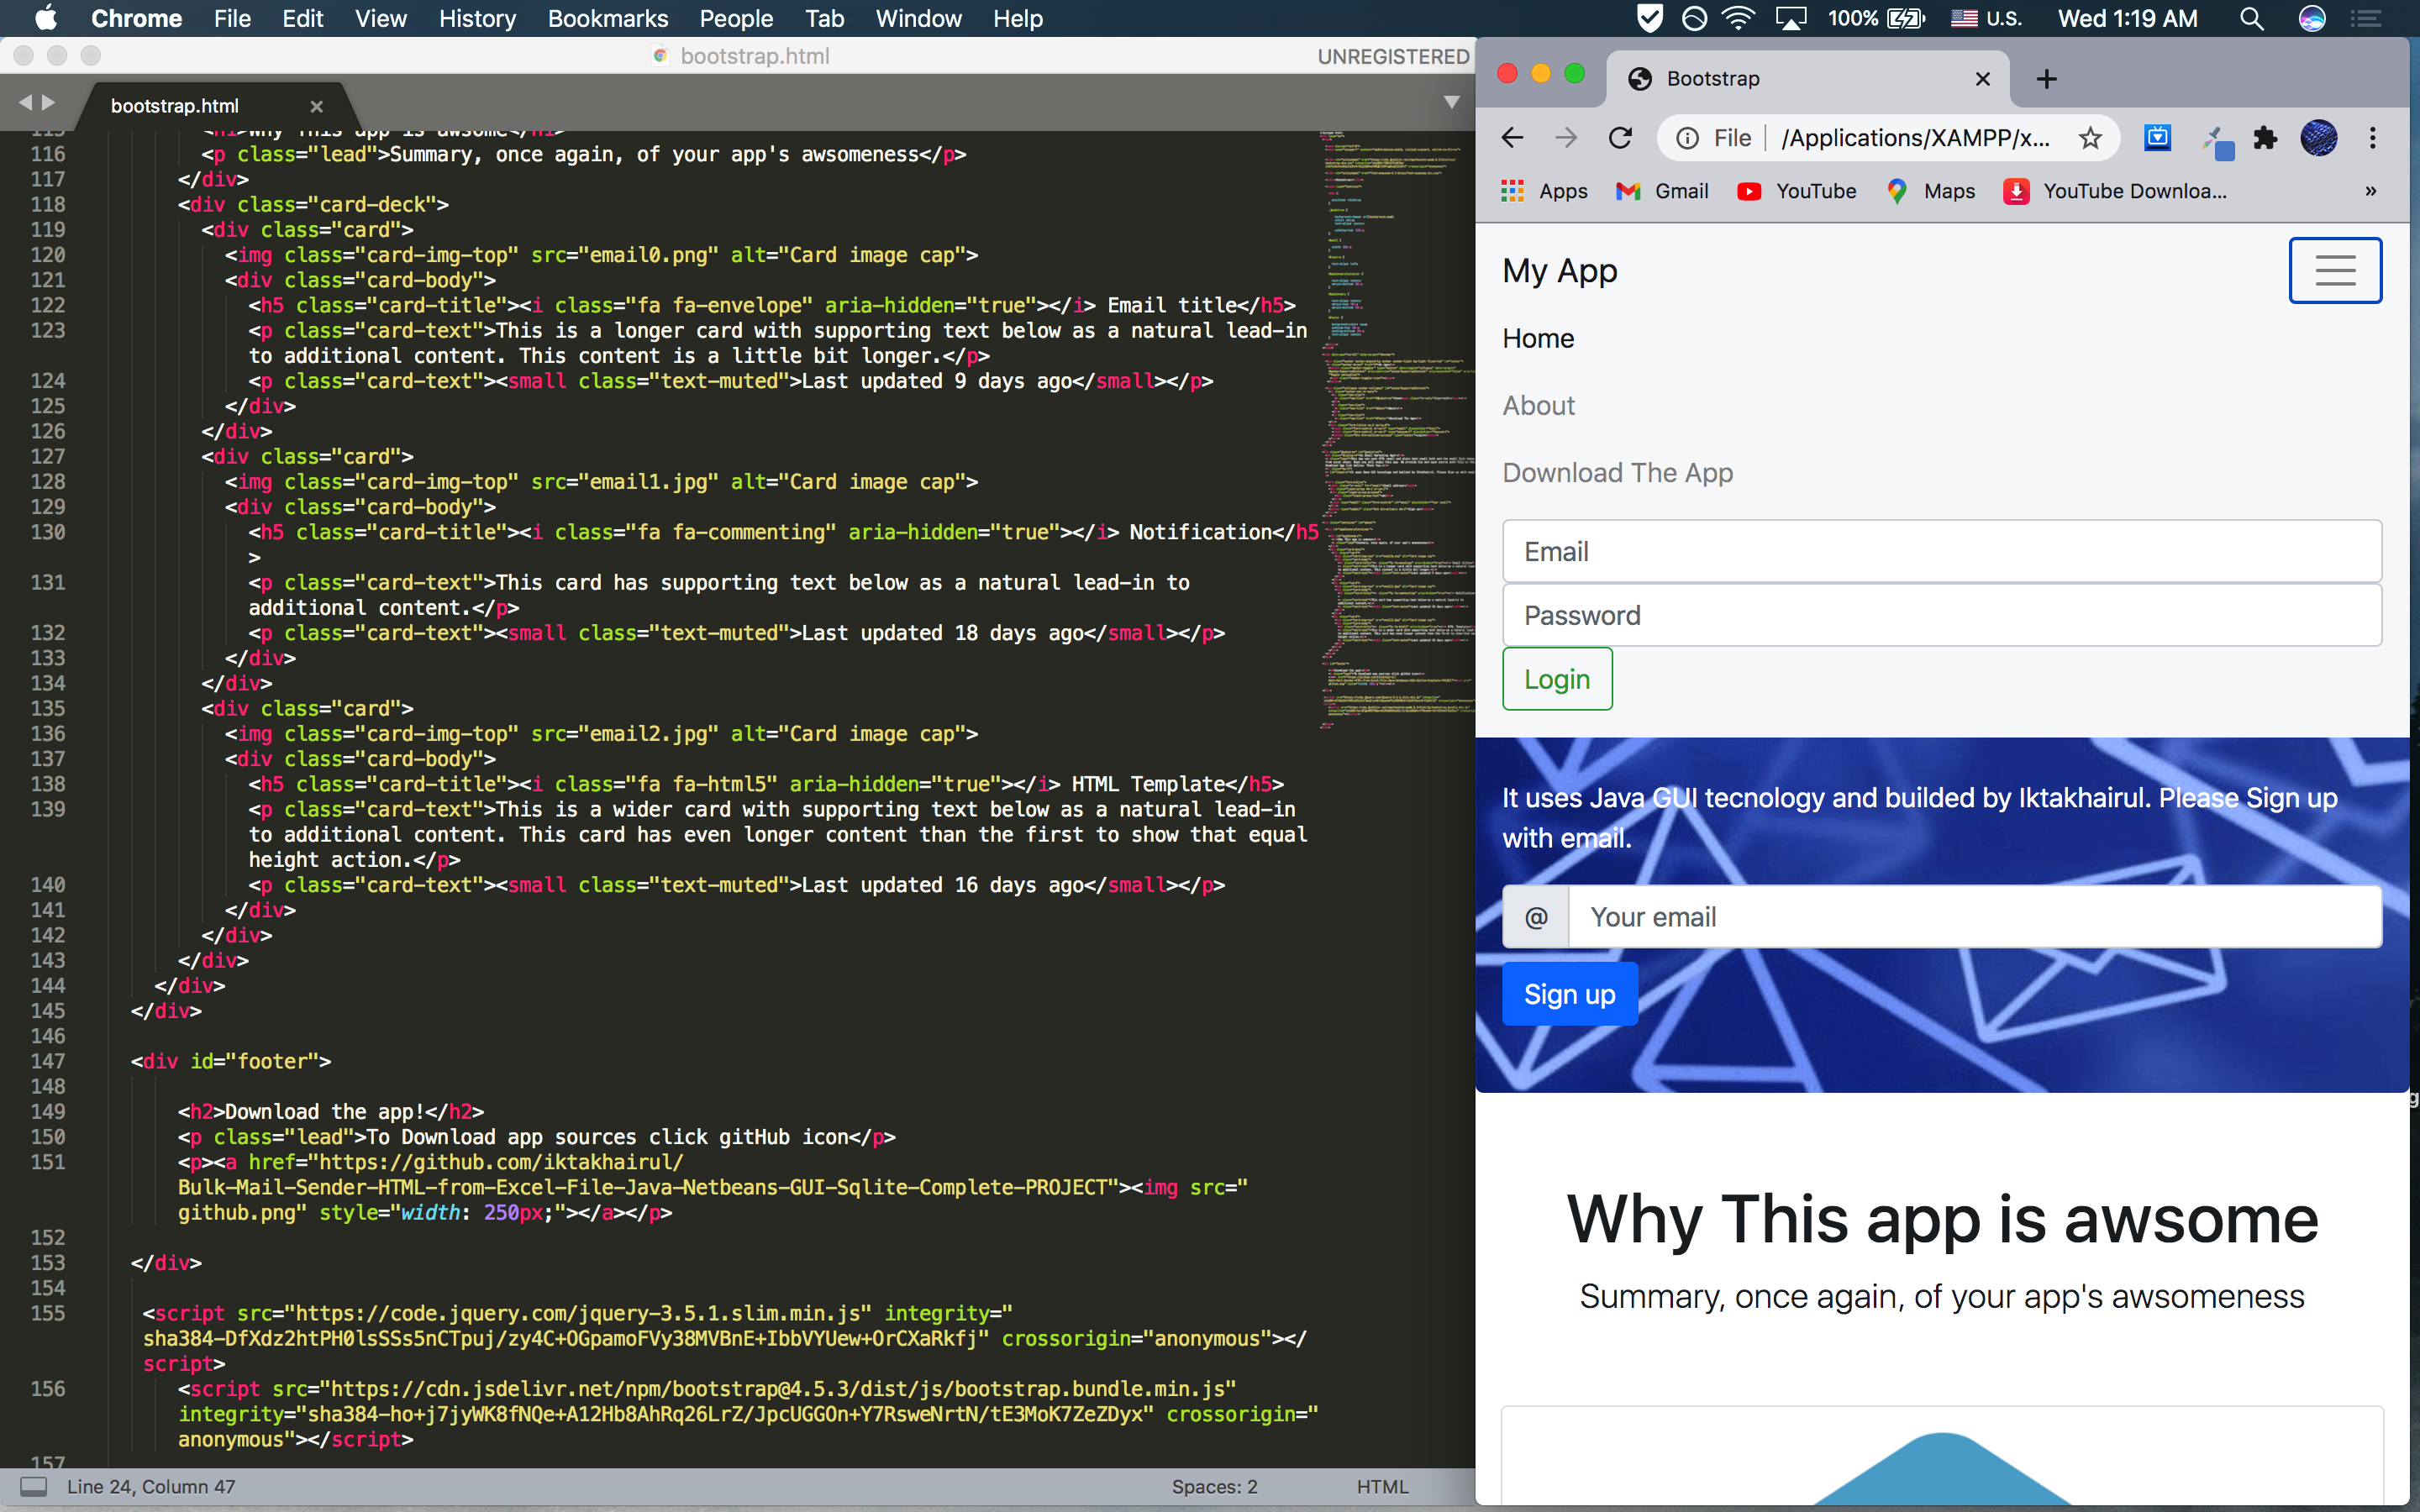 Chrome File Edit View History Bookmarks People Tab Window Help
100% U.S. Wed 1:19 AM
bootstrap.html
UNREGISTERED
bootstrap.html ×
115 <h1>Why This app is awsome</h1>
116 <p class="lead">Summary, once again, of your app's awsomeness</p>
117 </div>
118 <div class="card-deck">
119 <div class="card">
120 <img class="card-img-top" src="email0.png" alt="Card image cap">
121 <div class="card-body">
122 <h5 class="card-title"><i class="fa fa-envelope" aria-hidden="true"></i> Email title</h5>
123 <p class="card-text">This is a longer card with supporting text below as a natural lead-in
to additional content. This content is a little bit longer.</p>
124 <p class="card-text"><small class="text-muted">Last updated 9 days ago</small></p>
125 </div>
126 </div>
127 <div class="card">
128 <img class="card-img-top" src="email1.jpg" alt="Card image cap">
129 <div class="card-body">
130 <h5 class="card-title"><i class="fa fa-commenting" aria-hidden="true"></i> Notification</h5
>
131 <p class="card-text">This card has supporting text below as a natural lead-in to
additional content.</p>
132 <p class="card-text"><small class="text-muted">Last updated 18 days ago</small></p>
133 </div>
134 </div>
135 <div class="card">
136 <img class="card-img-top" src="email2.jpg" alt="Card image cap">
137 <div class="card-body">
138 <h5 class="card-title"><i class="fa fa-html5" aria-hidden="true"></i> HTML Template</h5>
139 <p class="card-text">This is a wider card with supporting text below as a natural lead-in
to additional content. This card has even longer content than the first to show that equal
height action.</p>
140 <p class="card-text"><small class="text-muted">Last updated 16 days ago</small></p>
141 </div>
142 </div>
143 </div>
144 </div>
145 </div>
146
147 <div id="footer">
148
149 <h2>Download the app!</h2>
150 <p class="lead">To Download app sources click gitHub icon</p>
151 <p><a href="https://github.com/iktakhairul/
Bulk-Mail-Sender-HTML-from-Excel-File-Java-Netbeans-GUI-Sqlite-Complete-PROJECT"><img src="
github.png" style="width: 250px;"></a></p>
152
153 </div>
154
155 <script src="https://code.jquery.com/jquery-3.5.1.slim.min.js" integrity="
sha384-DfXdz2htPH0lsSSs5nCTpuj/zy4C+OGpamoFVy38MVBnE+IbbVYUew+OrCXaRkfj" crossorigin="anonymous"></
script>
156 <script src="https://cdn.jsdelivr.net/npm/bootstrap@4.5.3/dist/js/bootstrap.bundle.min.js"
integrity="sha384-ho+j7jyWK8fNQe+A12Hb8AhRq26LrZ/JpcUGGOn+Y7RsweNrtN/tE3MoK7ZeZDyx" crossorigin="
anonymous"></script>
157
Line 24, Column 47
Spaces: 2 HTML
Bootstrap
File /Applications/XAMPP/x...
Apps Gmail YouTube Maps YouTube Downloa... »
My App
Home
About
Download The App
Email
Password
Login
It uses Java GUI tecnology and builded by Iktakhairul. Please Sign up
with email.
@ Your email
Sign up
Why This app is awsome
Summary, once again, of your app's awsomeness